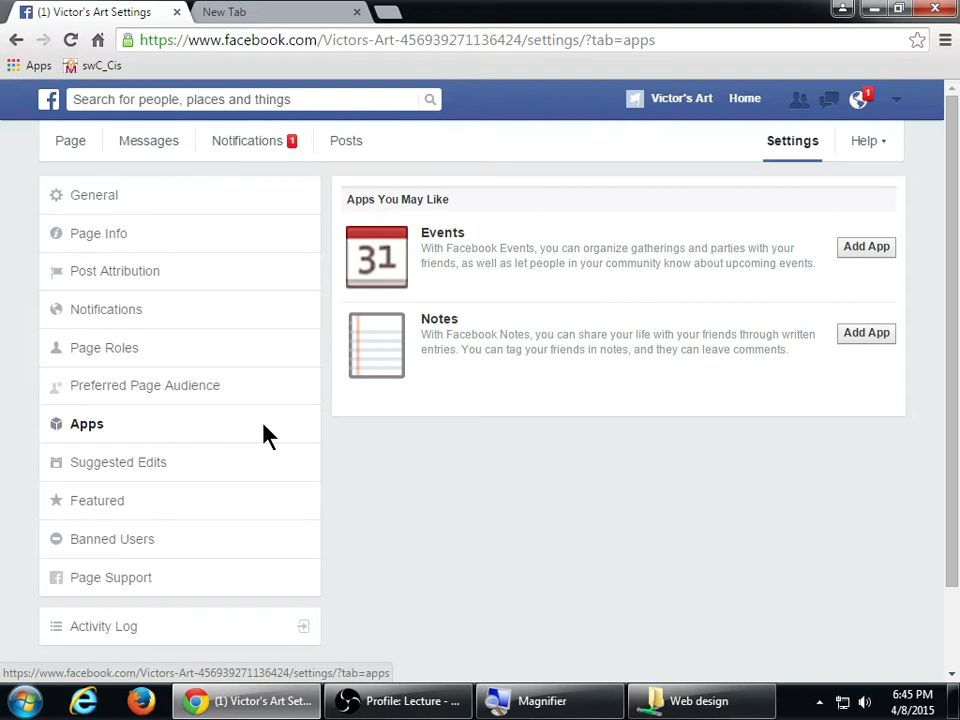 (1) Victor's Art Settings
New Tab
https://www.facebook.com/Victors-Art-456939271136424/settings/?tab=apps
Apps
swC_Cis
Search for people, places and things
Victor's Art
Home
1
Page
Messages
Notifications 1
Posts
Settings
Help
General
Page Info
Post Attribution
Notifications
Page Roles
Preferred Page Audience
Apps
Suggested Edits
Featured
Banned Users
Page Support
Activity Log
Apps You May Like
31
Events
With Facebook Events, you can organize gatherings and parties with your
friends, as well as let people in your community know about upcoming events.
Add App
Notes
With Facebook Notes, you can share your life with your friends through written
entries. You can tag your friends in notes, and they can leave comments.
Add App
https://www.facebook.com/Victors-Art-456939271136424/settings/?tab=apps
(1) Victor's Art Set...
Profile: Lecture - ...
Magnifier
Web design
6:45 PM
4/8/2015